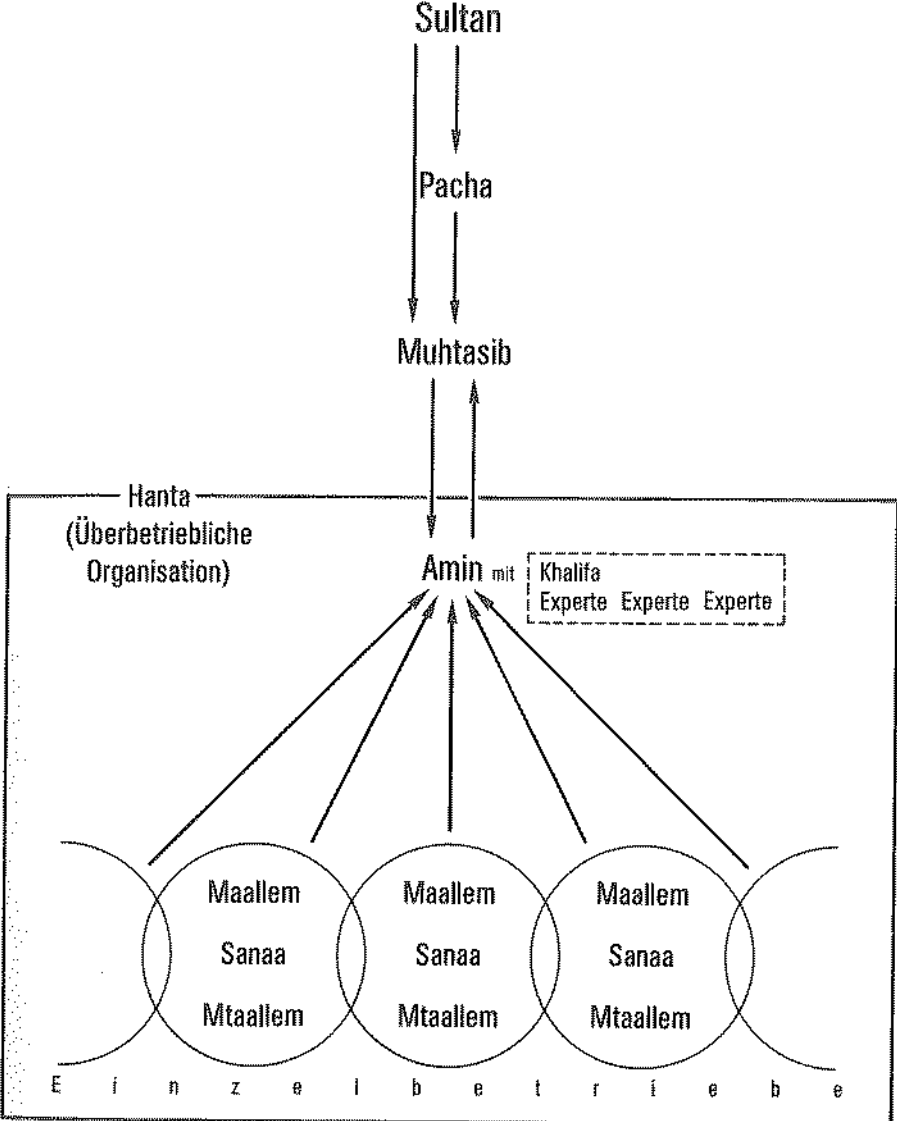 Sultan
Pacha
Muhtasib
Hanta
(Überbetriebliche
Organisation)
Amin mit
Khalifa
Experte Experte Experte
Maallem Maallem Maallem
Sanaa Sanaa Sanaa
Mtaallem Mtaallem Mtaallem
E i n z e l b e t r i e b e